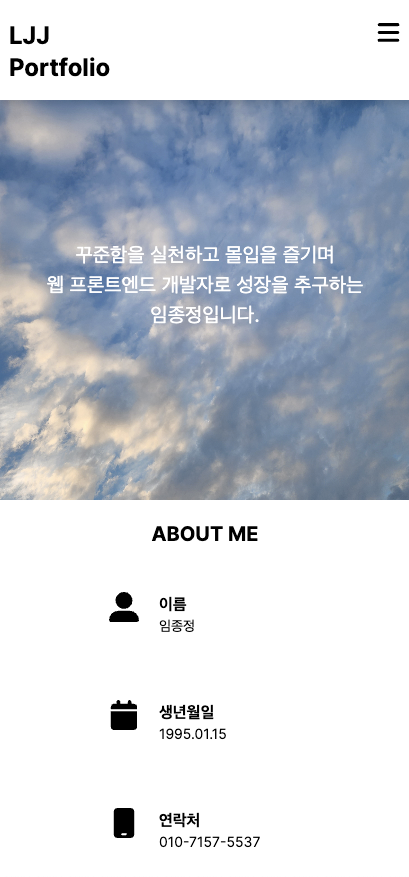 LJJ
Portfolio
꾸준함을 실천하고 몰입을 즐기며
웹 프론트엔드 개발자로 성장을 추구하는
임종정입니다.
ABOUT ME
이름
임종정
생년월일
1995.01.15
연락처
010-7157-5537